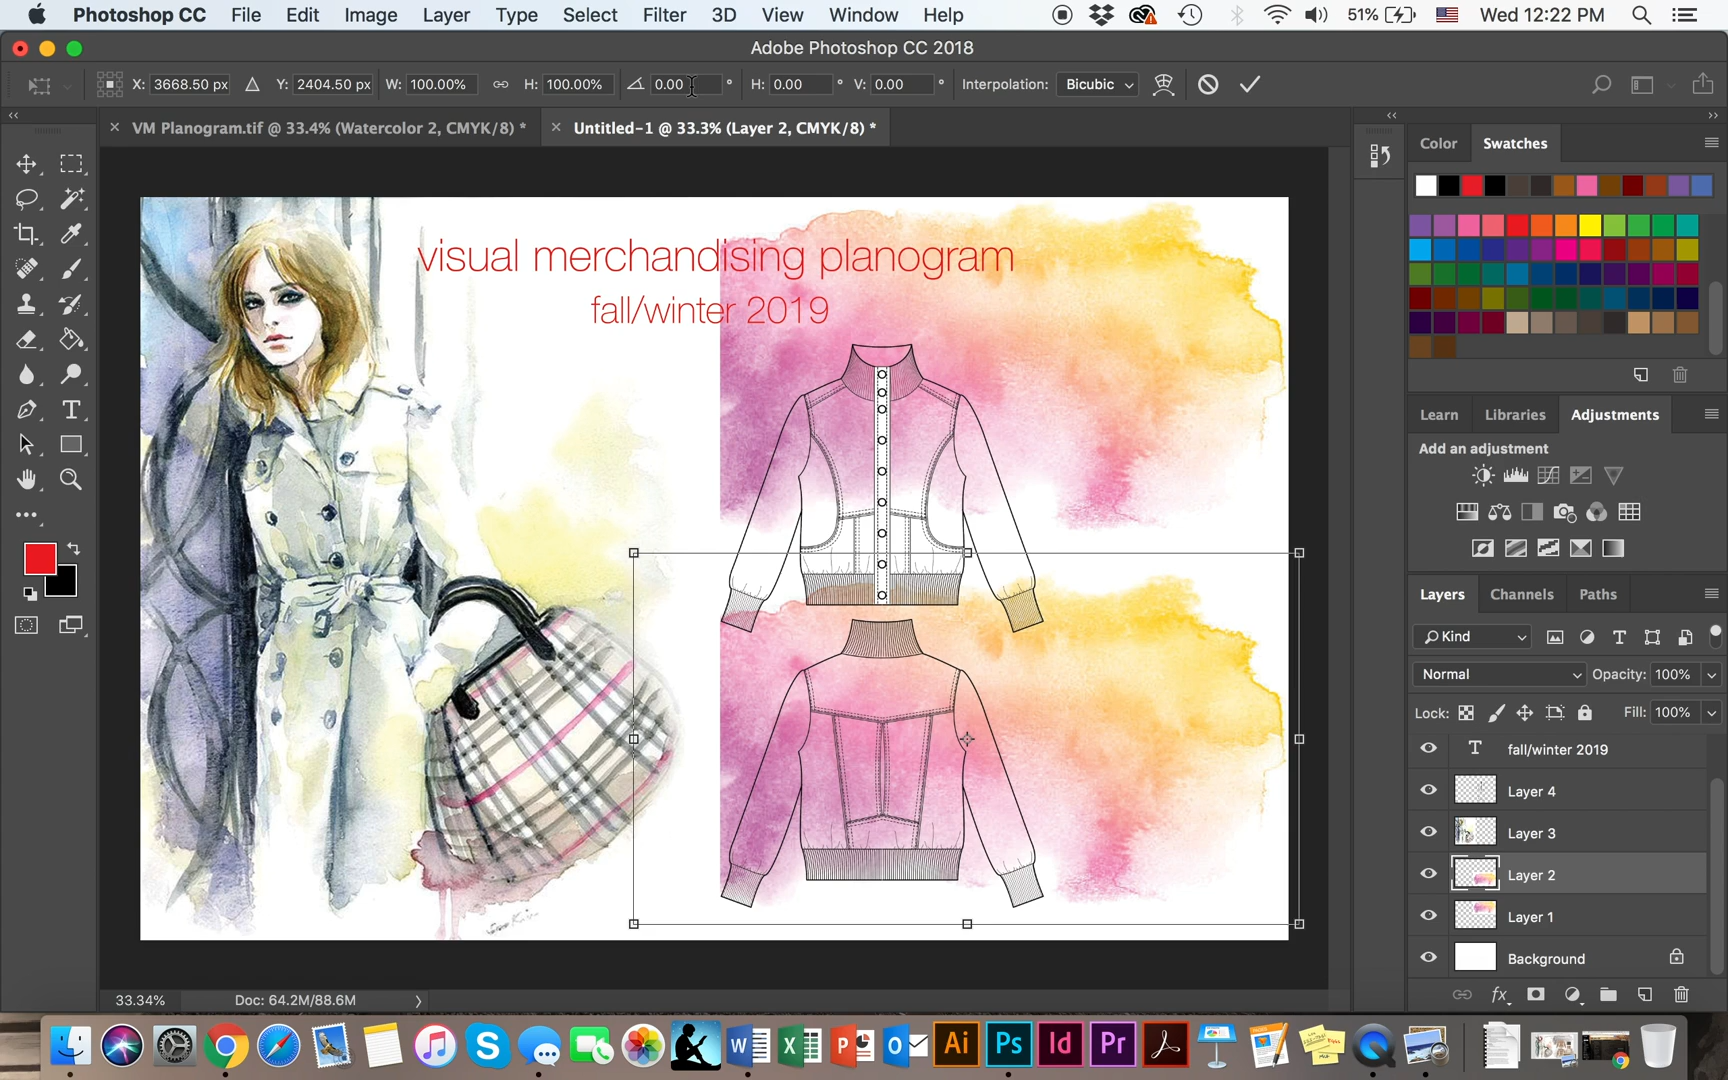 Photoshop CC File Edit Image Layer Type Select Filter 3D View Window Help 51% Wed 12:22 PM
Adobe Photoshop CC 2018
X: 3668.50 px Y: 2404.50 px W: 100.00% H: 100.00% 0.00 ° H: 0.00 ° V: 0.00 ° Interpolation: Bicubic
VM Planogram.tif @ 33.4% (Watercolor 2, CMYK/8) * Untitled-1 @ 33.3% (Layer 2, CMYK/8) *
Color Swatches
visual merchandising planogram
fall/winter 2019
Learn Libraries Adjustments
Add an adjustment
Layers Channels Paths
Kind
Normal Opacity: 100%
Lock: Fill: 100%
fall/winter 2019
Layer 4
Layer 3
Layer 2
Layer 1
Background
33.34% Doc: 64.2M/88.6M
Ai Ps Id Pr